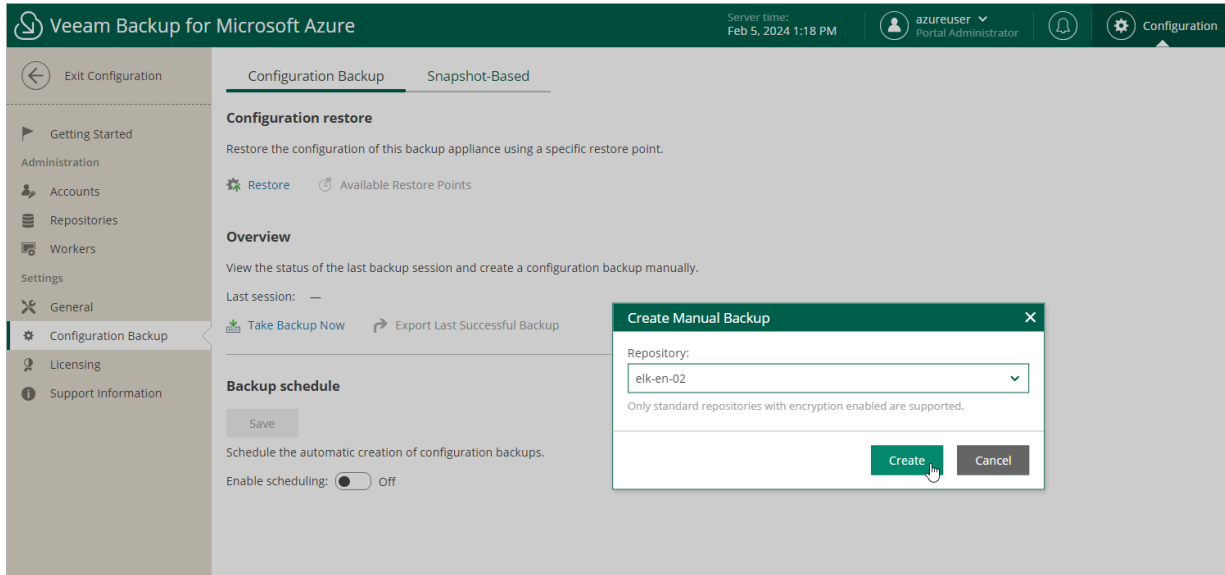 Veeam Backup for Microsoft Azure
Server time:
Feb 5, 2024 1:18 PM
azureuser
Portal Administrator
Configuration
Exit Configuration
Getting Started
Administration
Accounts
Repositories
Workers
Settings
General
Configuration Backup
Licensing
Support Information
Configuration Backup
Snapshot-Based
Configuration restore
Restore the configuration of this backup appliance using a specific restore point.
Restore
Available Restore Points
Overview
View the status of the last backup session and create a configuration backup manually.
Last session: —
Take Backup Now
Export Last Successful Backup
Backup schedule
Save
Schedule the automatic creation of configuration backups.
Enable scheduling: Off
Create Manual Backup
Repository:
elk-en-02
Only standard repositories with encryption enabled are supported.
Create
Cancel